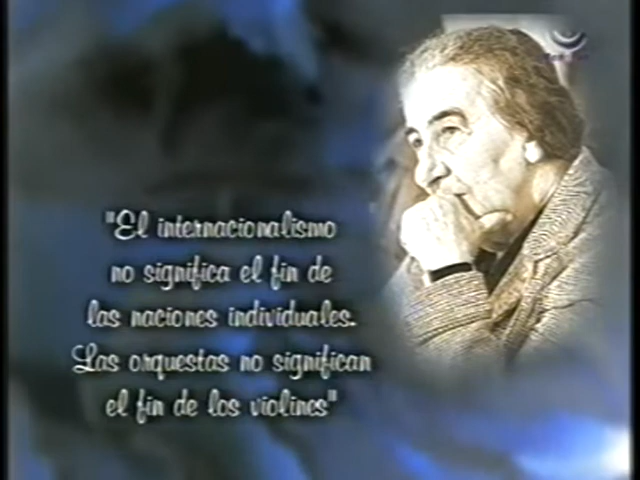 "El internacionalismo
no significa el fin de
las naciones individuales.
Las orquestas no significan
el fin de los violines"